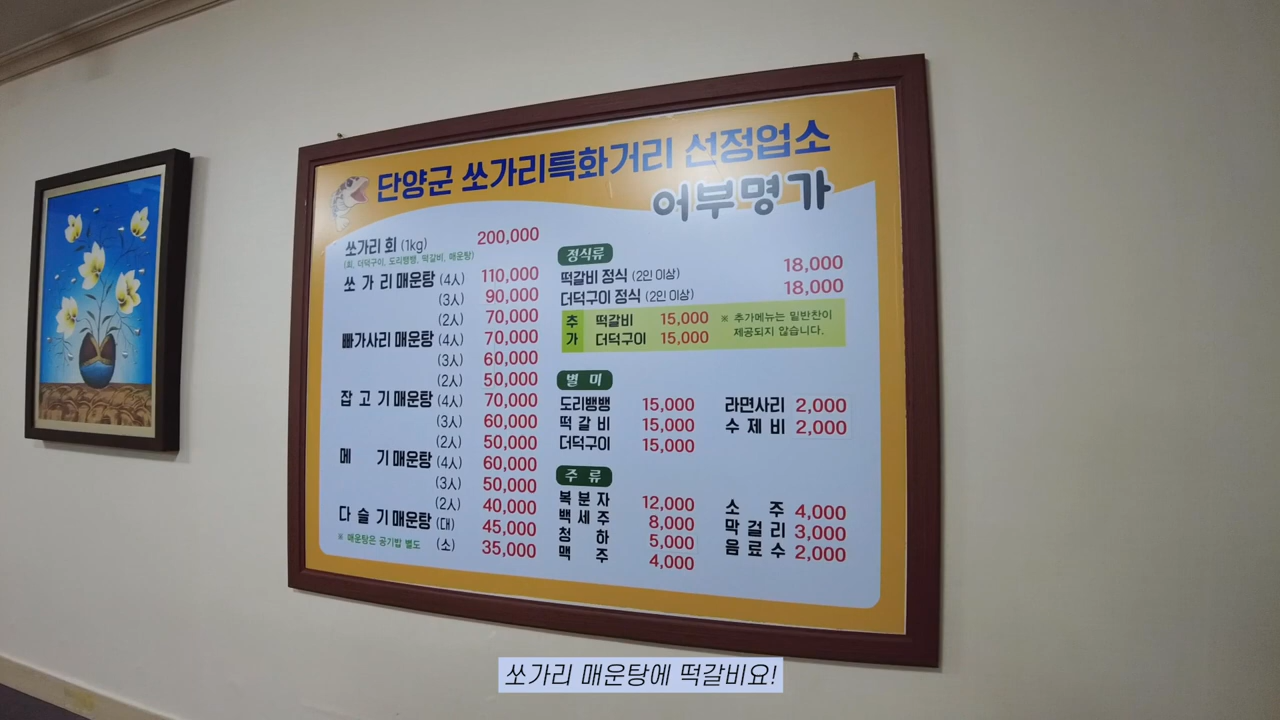 단양군 쏘가리특화거리 선정업소
어부명가
쏘가리 회 (1kg) 200,000
(회, 더덕구이, 도리뱅뱅, 떡갈비, 매운탕)
쏘 가 리 매운탕 (4人) 110,000
(3人) 90,000
(2人) 70,000
빠가사리 매운탕 (4人) 70,000
(3人) 60,000
(2人) 50,000
잡 고 기 매운탕 (4人) 70,000
(3人) 60,000
(2人) 50,000
메 기 매운탕 (4人) 60,000
(3人) 50,000
(2人) 40,000
다 슬 기 매운탕 (대) 45,000
※ 매운탕은 공기밥 별도 (소) 35,000
정식류
떡갈비 정식 (2인 이상) 18,000
더덕구이 정식 (2인 이상) 18,000
추가 떡갈비 15,000
더덕구이 15,000
※ 추가메뉴는 밑반찬이
제공되지 않습니다.
별 미
도리뱅뱅 15,000 라면사리 2,000
떡 갈 비 15,000 수 제 비 2,000
더덕구이 15,000
주 류
복 분 자 12,000 소 주 4,000
백 세 주 8,000 막 걸 리 3,000
청 하 5,000 음 료 수 2,000
맥 주 4,000
쏘가리 매운탕에 떡갈비요!